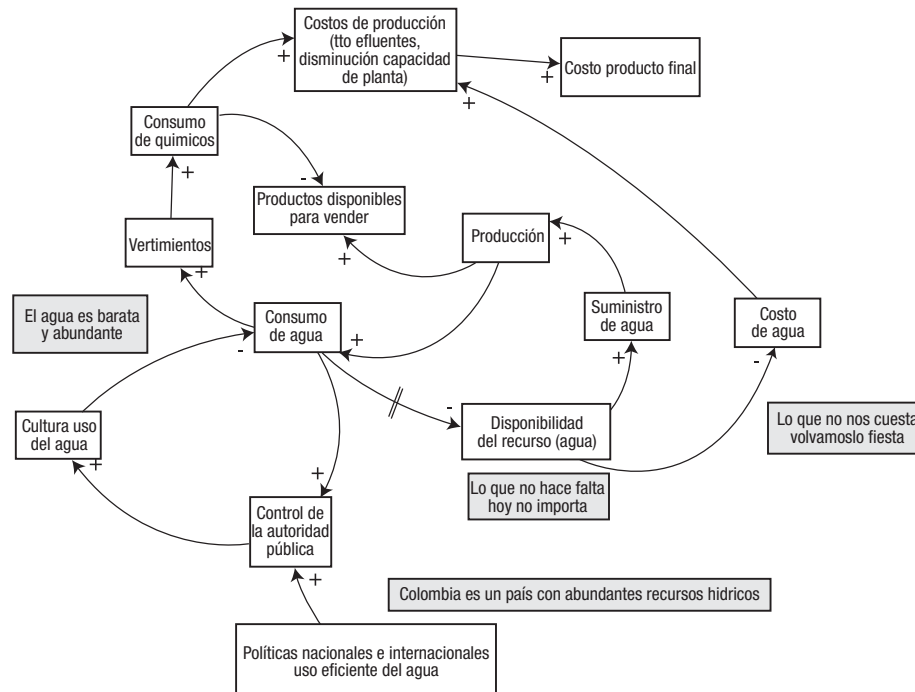 Costos de producción
(tto efluentes,
disminución capacidad
de planta)
+
+
Costo producto final
+
Consumo
de quimicos
+
-
Productos disponibles
para vender
+
Producción
+
Vertimientos
+
El agua es barata
y abundante
Consumo
de agua
+
-
Suministro
de agua
+
Costo
de agua
-
Cultura uso
del agua
+
-
Disponibilidad
del recurso (agua)
Lo que no nos cuesta
volvamoslo fiesta
Lo que no hace falta
hoy no importa
+
Control de
la autoridad
pública
+
Colombia es un país con abundantes recursos hidricos
Políticas nacionales e internacionales
uso eficiente del agua